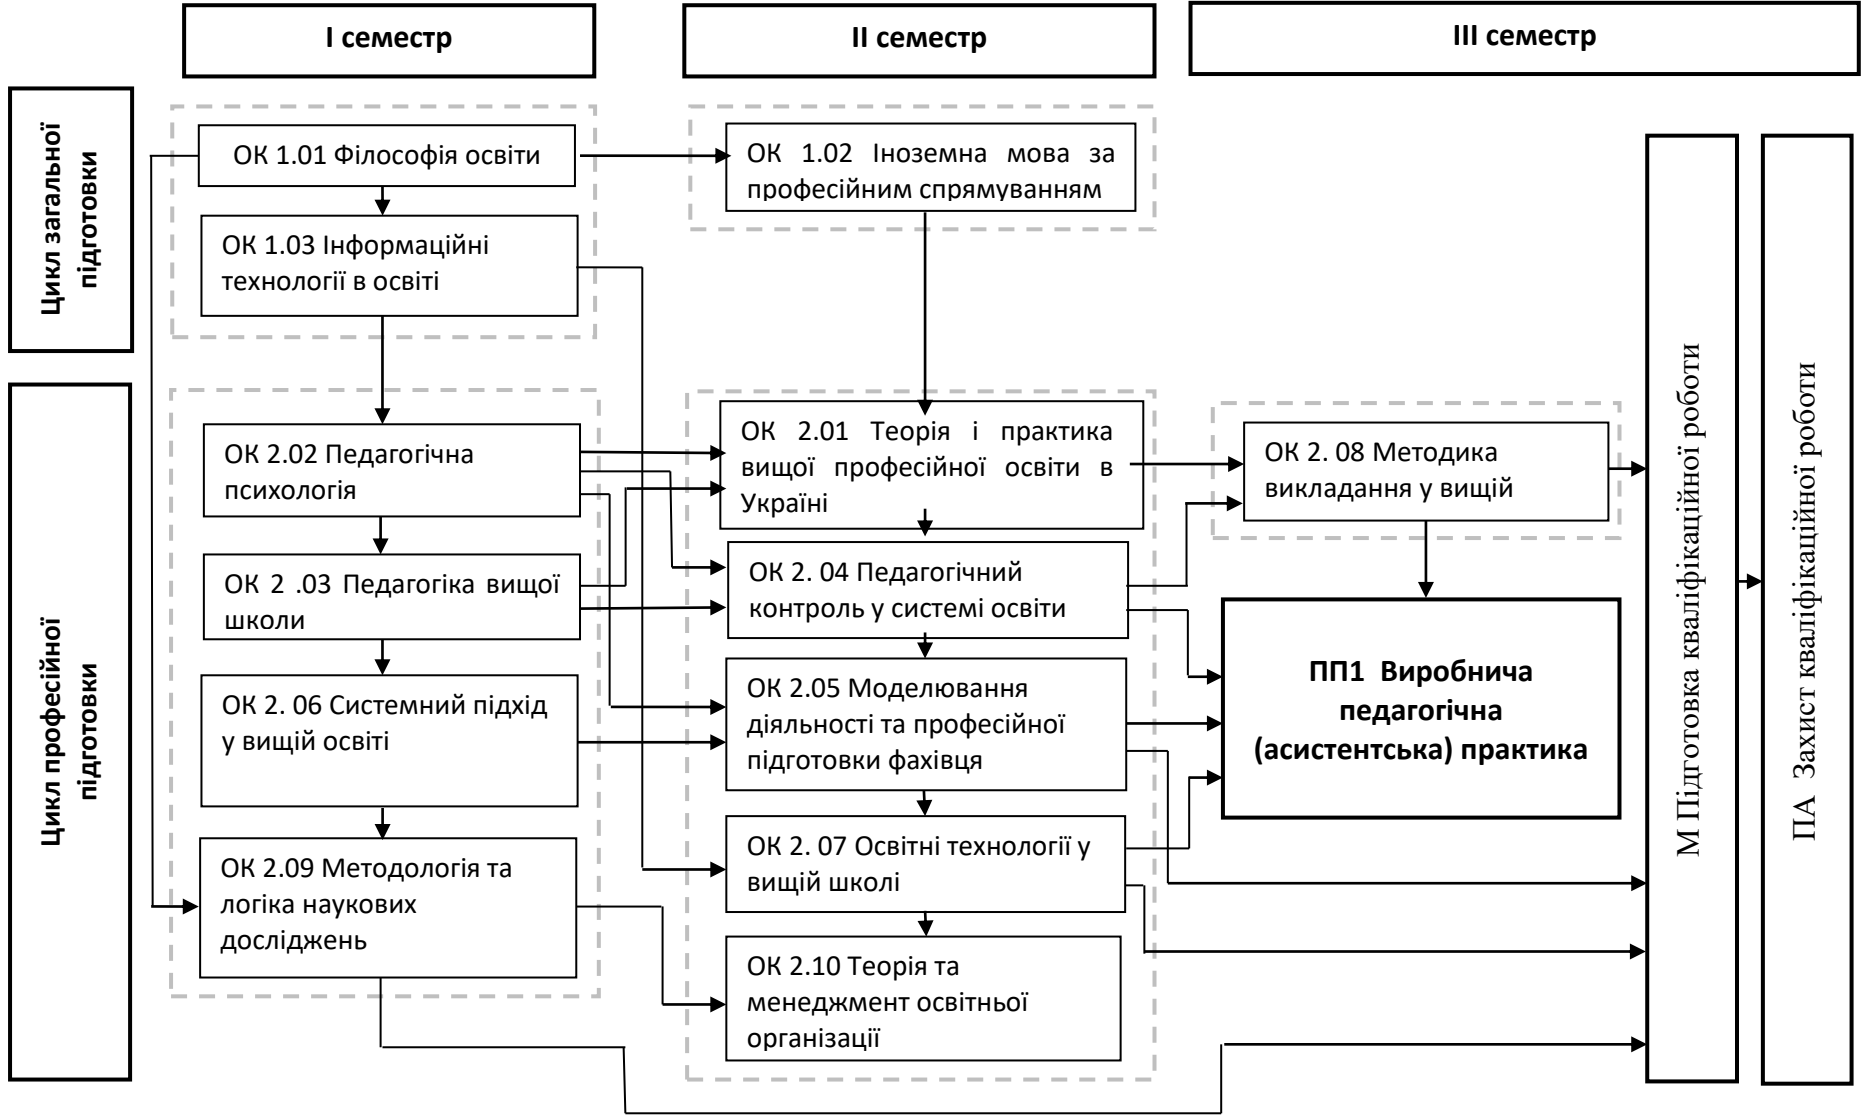 I семестр
II семестр
III семестр
Цикл загальної
підготовки
ОК 1.01 Філософія освіти
ОК 1.03 Інформаційні
технології в освіті
ОК 1.02 Іноземна мова за
професійним спрямуванням
Цикл професійної
підготовки
ОК 2.02 Педагогічна
психологія
ОК 2 .03 Педагогіка вищої
школи
ОК 2. 06 Системний підхід
у вищій освіті
ОК 2.09 Методологія та
логіка наукових
досліджень
ОК 2.01 Теорія і практика
вищої професійної освіти в
Україні
ОК 2. 04 Педагогічний
контроль у системі освіти
ОК 2.05 Моделювання
діяльності та професійної
підготовки фахівця
ОК 2. 07 Освітні технології у
вищій школі
ОК 2.10 Теорія та
менеджмент освітньої
організації
ОК 2. 08 Методика
викладання у вищій
ПП1 Виробнича
педагогічна
(асистентська) практика
М Підготовка кваліфікаційної роботи
ПА Захист кваліфікаційної роботи